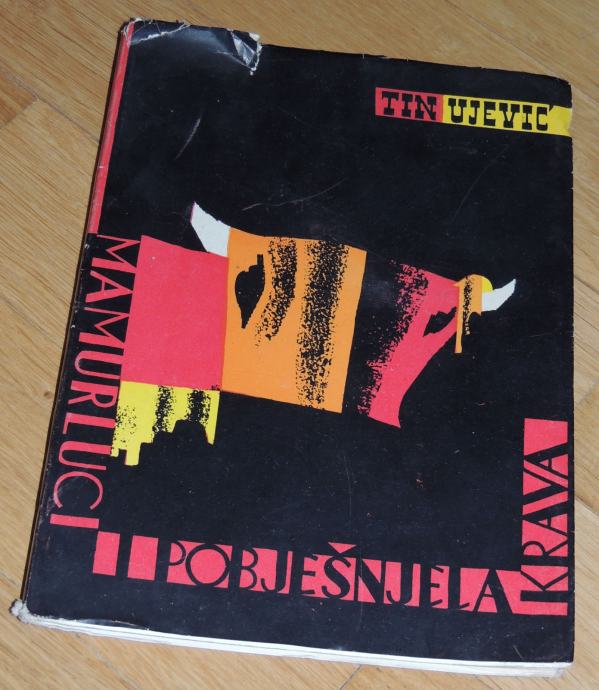 TIN UJEVIĆ
MAMURLUCI
I POBJEŠNJELA
KRAVA